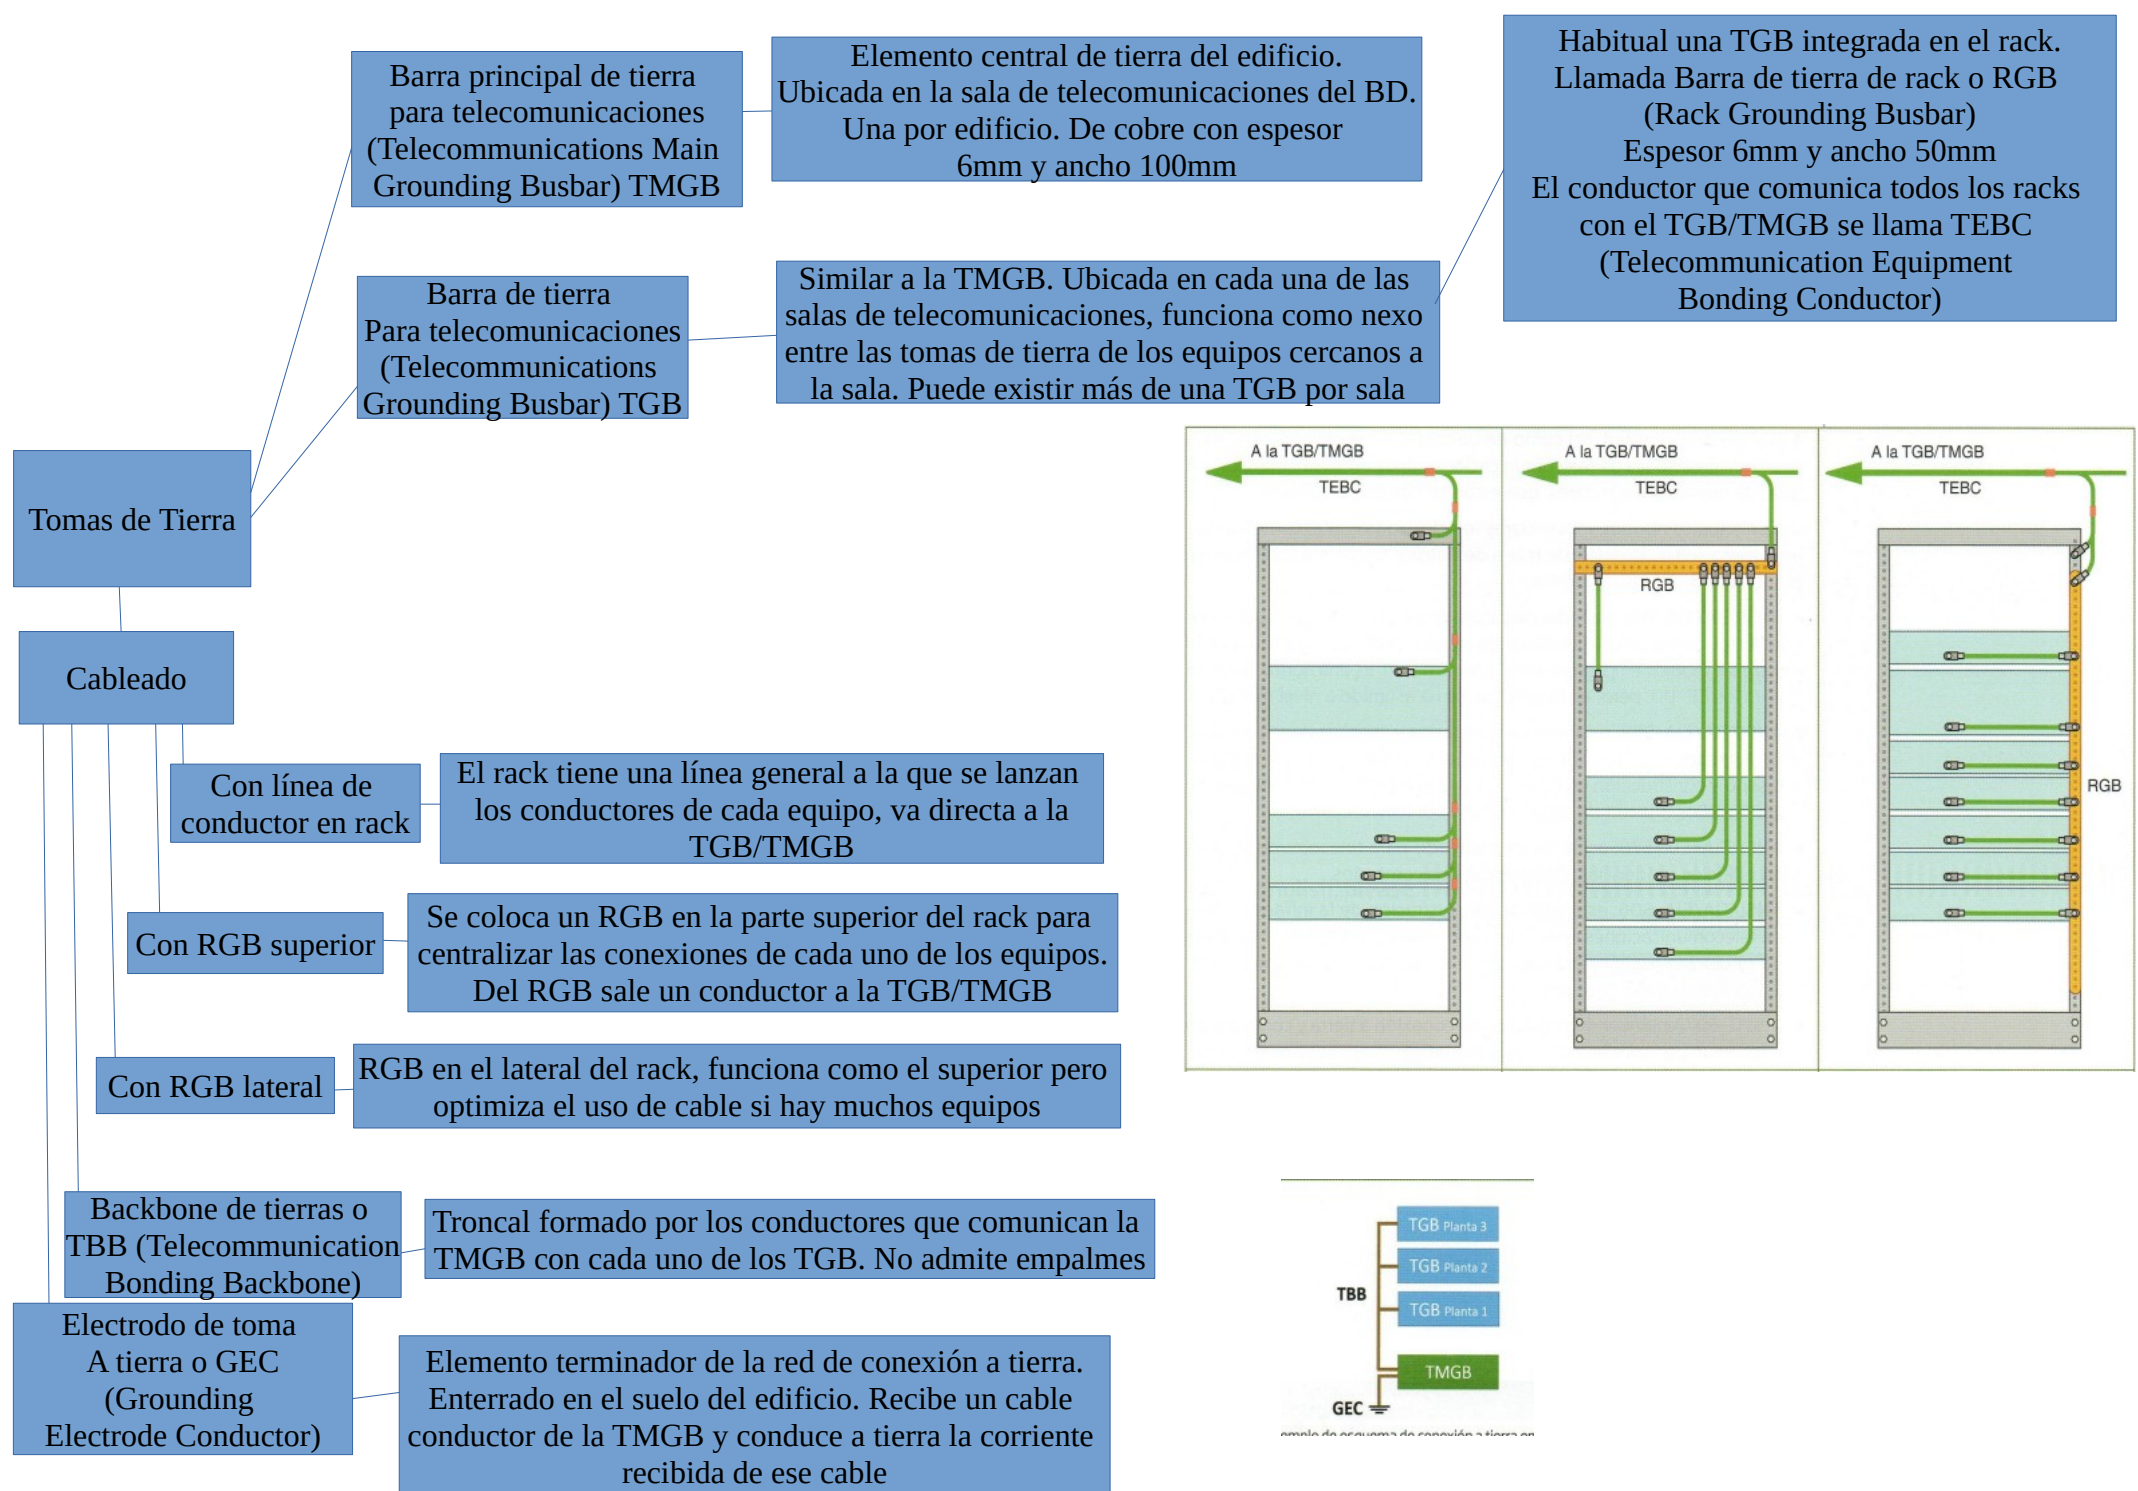 Barra principal de tierra
para telecomunicaciones
(Telecommunications Main
Grounding Busbar) TMGB
Elemento central de tierra del edificio.
Ubicada en la sala de telecomunicaciones del BD.
Una por edificio. De cobre con espesor
6mm y ancho 100mm
Habitual una TGB integrada en el rack.
Llamada Barra de tierra de rack o RGB
(Rack Grounding Busbar)
Espesor 6mm y ancho 50mm
El conductor que comunica todos los racks
con el TGB/TMGB se llama TEBC
(Telecommunication Equipment
Bonding Conductor)
Barra de tierra
Para telecomunicaciones
(Telecommunications
Grounding Busbar) TGB
Similar a la TMGB. Ubicada en cada una de las
salas de telecomunicaciones, funciona como nexo
entre las tomas de tierra de los equipos cercanos a
la sala. Puede existir más de una TGB por sala
Tomas de Tierra
Cableado
Con línea de
conductor en rack
El rack tiene una línea general a la que se lanzan
los conductores de cada equipo, va directa a la
TGB/TMGB
Con RGB superior
Se coloca un RGB en la parte superior del rack para
centralizar las conexiones de cada uno de los equipos.
Del RGB sale un conductor a la TGB/TMGB
Con RGB lateral
RGB en el lateral del rack, funciona como el superior pero
optimiza el uso de cable si hay muchos equipos
Backbone de tierras o
TBB (Telecommunication
Bonding Backbone)
Troncal formado por los conductores que comunican la
TMGB con cada uno de los TGB. No admite empalmes
Electrodo de toma
A tierra o GEC
(Grounding
Electrode Conductor)
Elemento terminador de la red de conexión a tierra.
Enterrado en el suelo del edificio. Recibe un cable
conductor de la TMGB y conduce a tierra la corriente
recibida de ese cable
A la TGB/TMGB
TEBC
A la TGB/TMGB
TEBC
RGB
A la TGB/TMGB
TEBC
RGB
TGB Planta 3
TGB Planta 2
TBB
TGB Planta 1
TMGB
GEC
de esquema de conexión a tierra